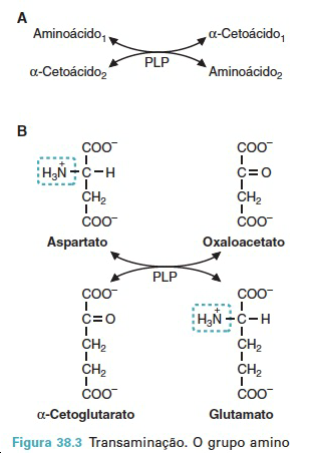 A
Aminoácido₁ α-Cetoácido₁
PLP
α-Cetoácido₂ Aminoácido₂
B
COO⁻ COO⁻
H₃N⁺–C–H C=O
CH₂ CH₂
COO⁻ COO⁻
Aspartato Oxaloacetato
PLP
COO⁻ COO⁻
C=O H₃N⁺–C–H
CH₂ CH₂
CH₂ CH₂
COO⁻ COO⁻
α-Cetoglutarato Glutamato
Figura 38.3 Transaminação. O grupo amino